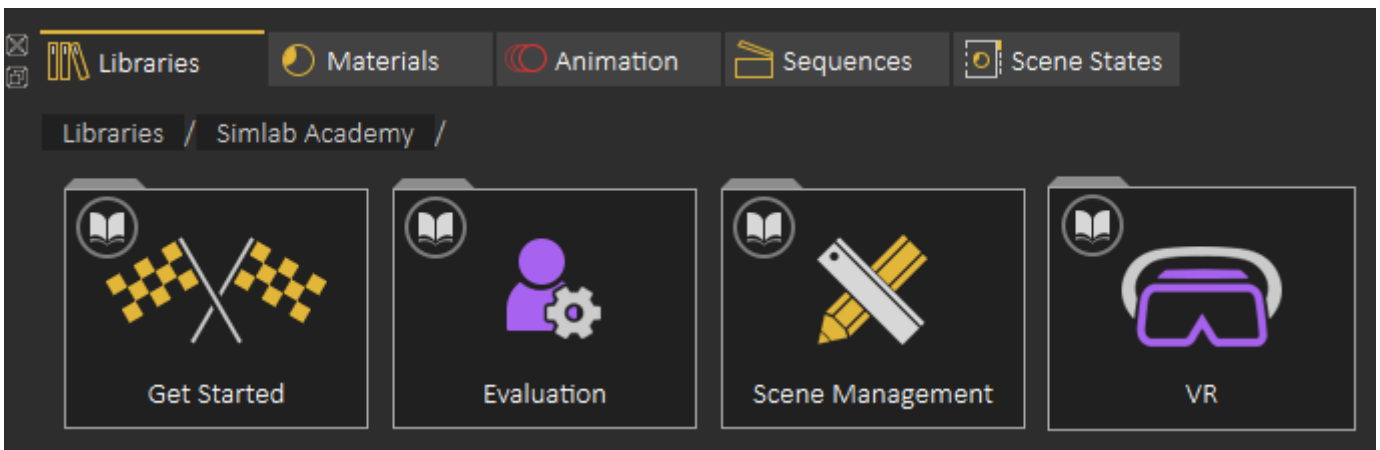 Libraries Materials Animation Sequences Scene States
Libraries / Simlab Academy /
Get Started Evaluation Scene Management VR